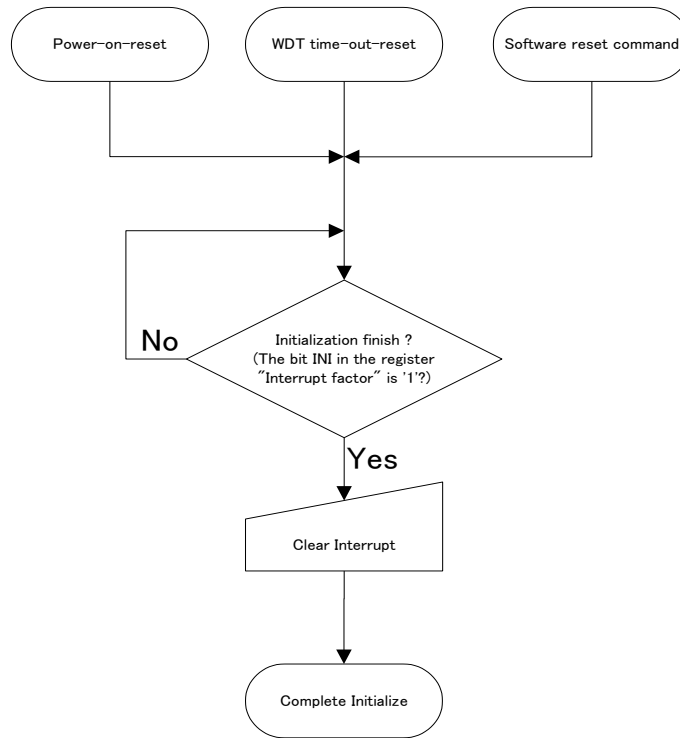 Power-on-reset
WDT time-out-reset
Software reset command
Initialization finish ?
(The bit INI in the register
"Interrupt factor" is '1'?)
No
Yes
Clear Interrupt
Complete Initialize